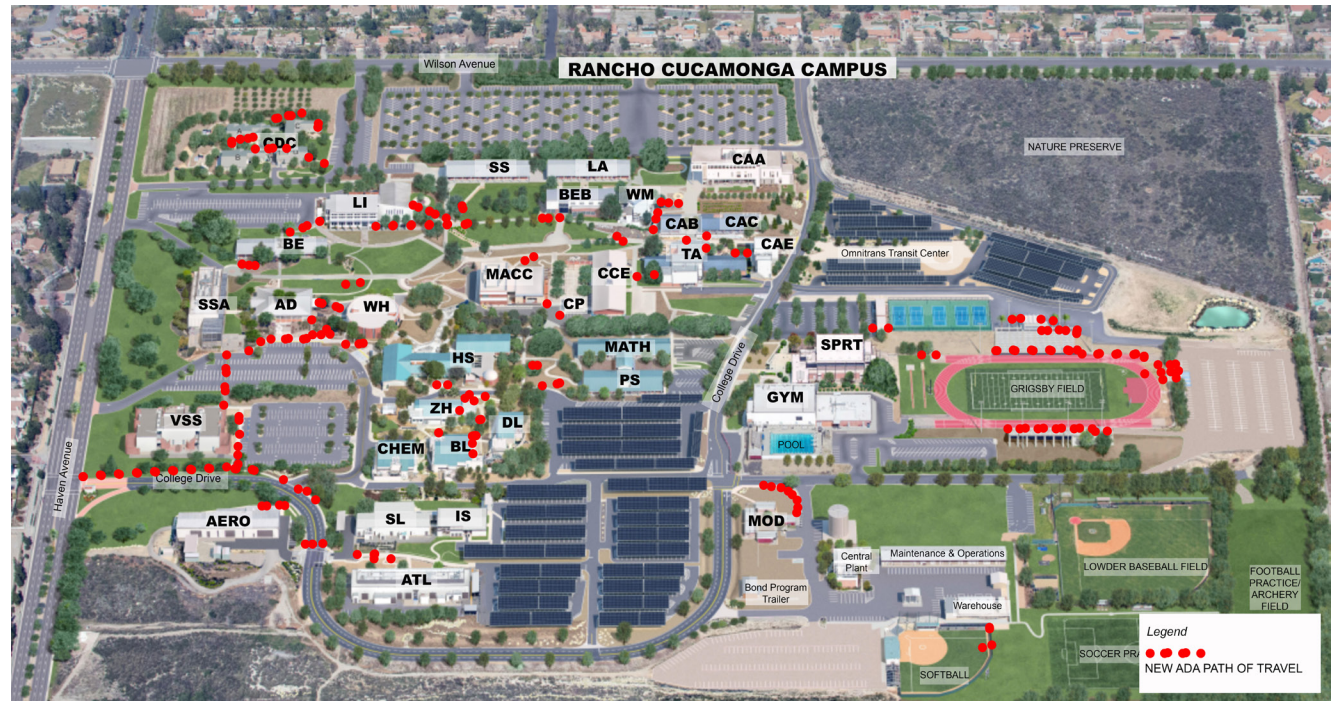 Wilson Avenue
RANCHO CUCAMONGA CAMPUS
CDC
NATURE PRESERVE
SS
LA
CAA
BEB
WM
LI
CAB
CAC
BE
TA
CAE
Omnitrans Transit Center
MACC
CCE
SSA
AD
WH
CP
HS
MATH
SPRT
PS
College Drive
GRIGSBY FIELD
GYM
ZH
DL
VSS
POOL
CHEM
BL
Haven Avenue
College Drive
AERO
SL
IS
MOD
Central
Plant
Maintenance & Operations
LOWDER BASEBALL FIELD
FOOTBALL
PRACTICE/
ARCHERY
FIELD
ATL
Bond Program
Trailer
Warehouse
SOFTBALL
SOCCER PRA
Legend
NEW ADA PATH OF TRAVEL